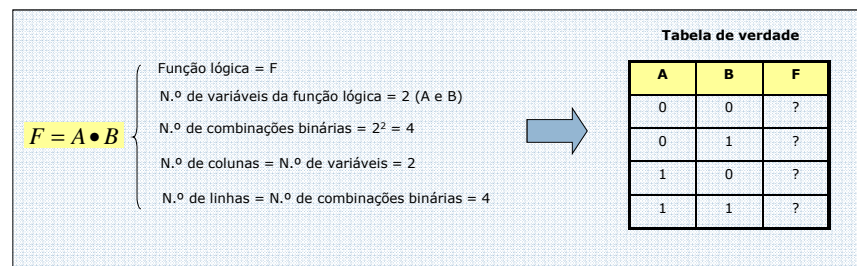 Função lógica = F
N.º de variáveis da função lógica = 2 (A e B)
F = A • B
N.º de combinações binárias = 2² = 4
N.º de colunas = N.º de variáveis = 2
N.º de linhas = N.º de combinações binárias = 4
Tabela de verdade
A B F
0 0 ?
0 1 ?
1 0 ?
1 1 ?